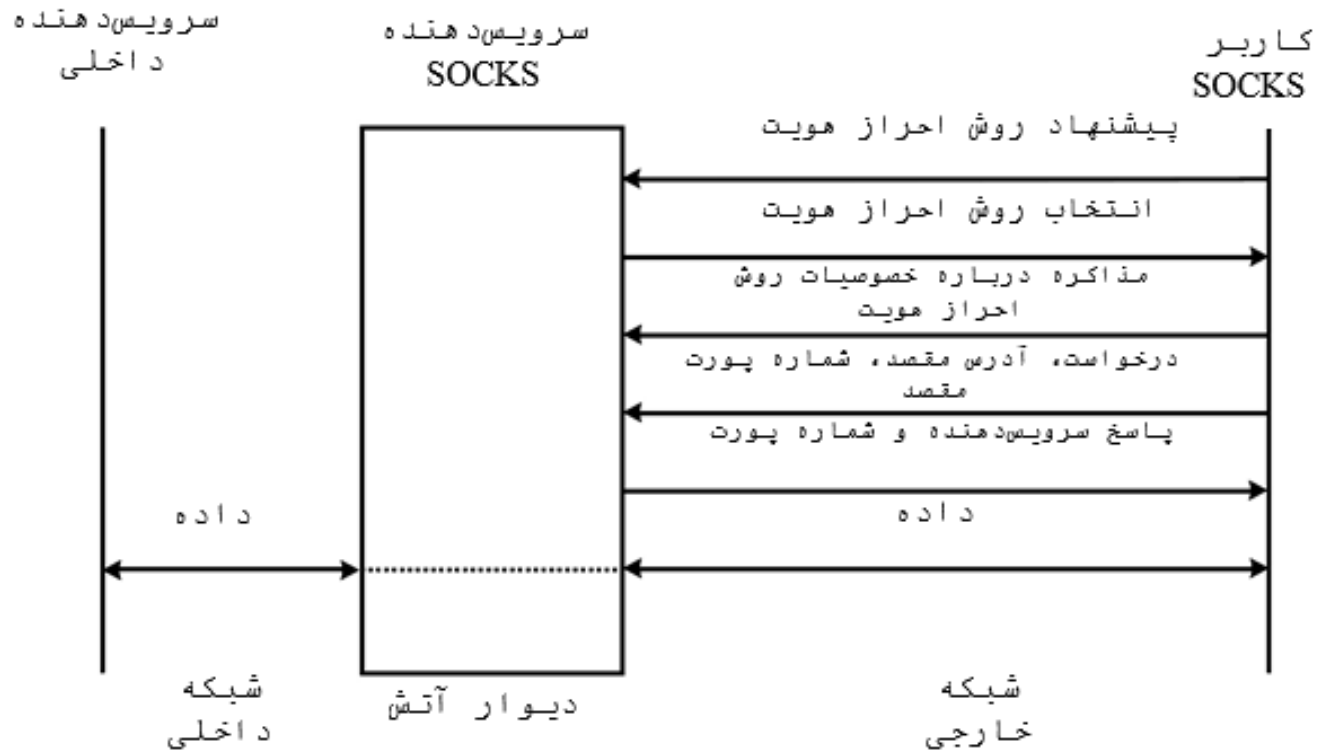 کاربر
SOCKS
سرویس‌دهنده
SOCKS
سرویس‌دهنده
داخلی
پیشنهاد روش احراز هویت
انتخاب روش احراز هویت
مذاکره درباره خصوصیات روش
احراز هویت
درخواست، آدرس مقصد، شماره پورت
مقصد
پاسخ سرویس‌دهنده و شماره پورت
داده
داده
شبکه
خارجی
دیوار آتش
شبکه
داخلی